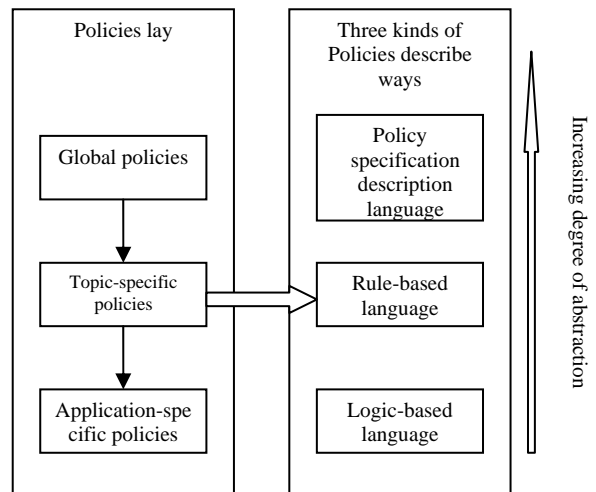 Policies lay
Global policies
Topic-specific
policies
Application-spe
cific policies
Three kinds of
Policies describe
ways
Policy
specification
description
language
Rule-based
language
Logic-based
language
Increasing degree of abstraction